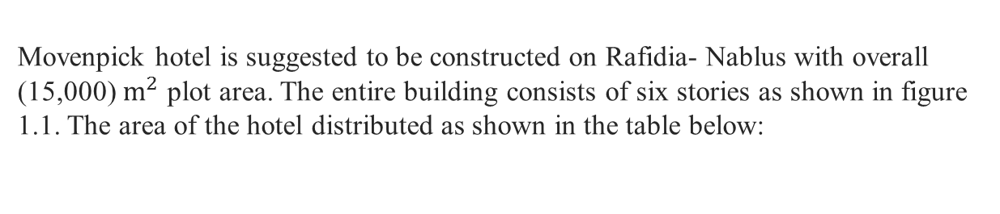 Movenpick hotel is suggested to be constructed on Rafidia- Nablus with overall
(15,000) m² plot area. The entire building consists of six stories as shown in figure
1.1. The area of the hotel distributed as shown in the table below: